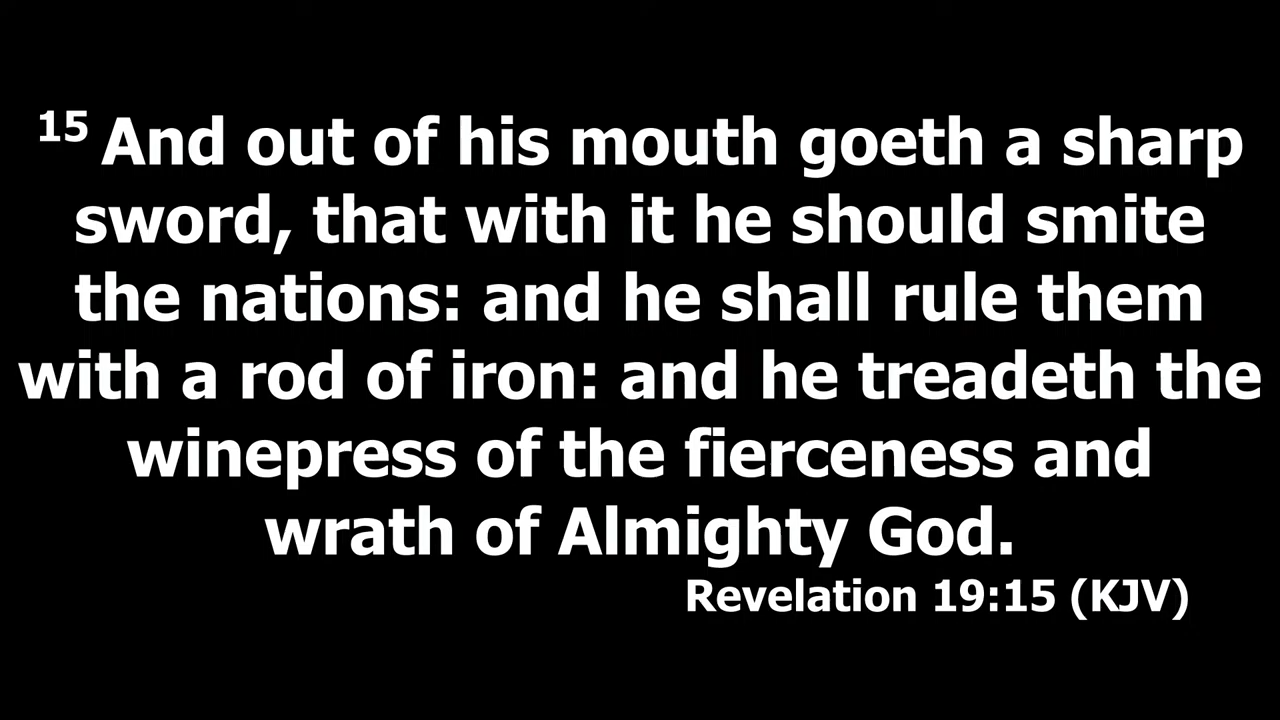 15 And out of his mouth goeth a sharp
sword, that with it he should smite
the nations: and he shall rule them
with a rod of iron: and he treadeth the
winepress of the fierceness and
wrath of Almighty God.
Revelation 19:15 (KJV)